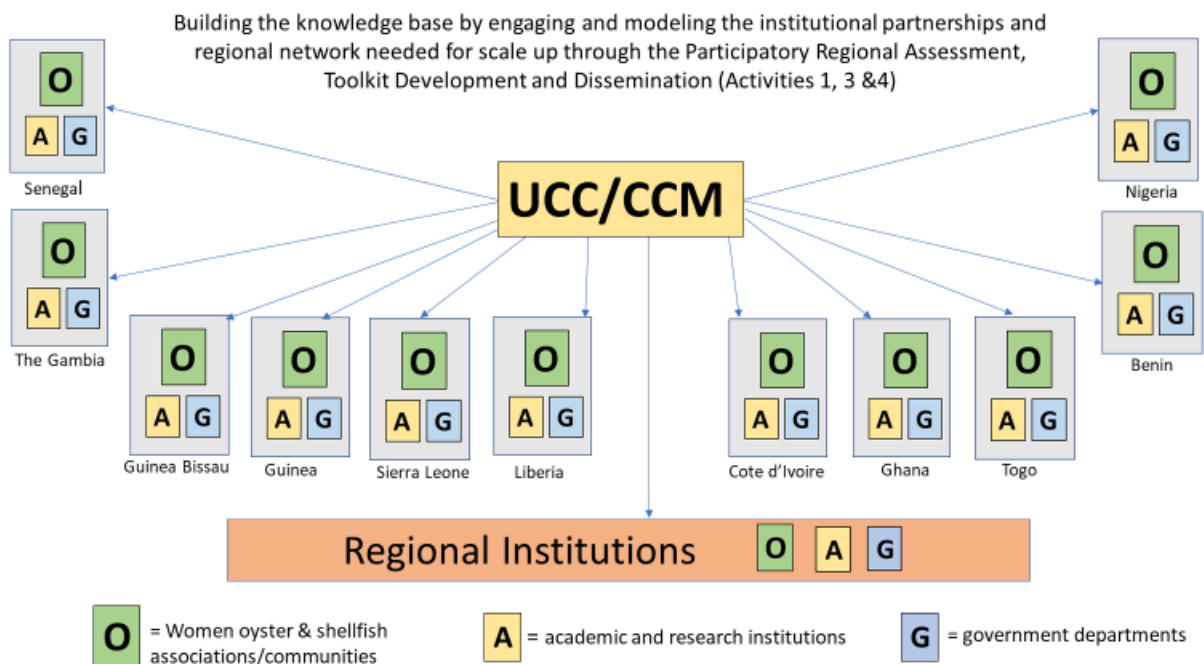 Building the knowledge base by engaging and modeling the institutional partnerships and
regional network needed for scale up through the Participatory Regional Assessment,
Toolkit Development and Dissemination (Activities 1, 3 &4)
O
A G
Senegal
O
A G
Nigeria
UCC/CCM
O
A G
The Gambia
O
A G
Benin
O
A G
Guinea Bissau
O
A G
Guinea
O
A G
Sierra Leone
O
A G
Liberia
O
A G
Cote d’Ivoire
O
A G
Ghana
O
A G
Togo
Regional Institutions O A G
O = Women oyster & shellfish
associations/communities
A = academic and research institutions
G = government departments